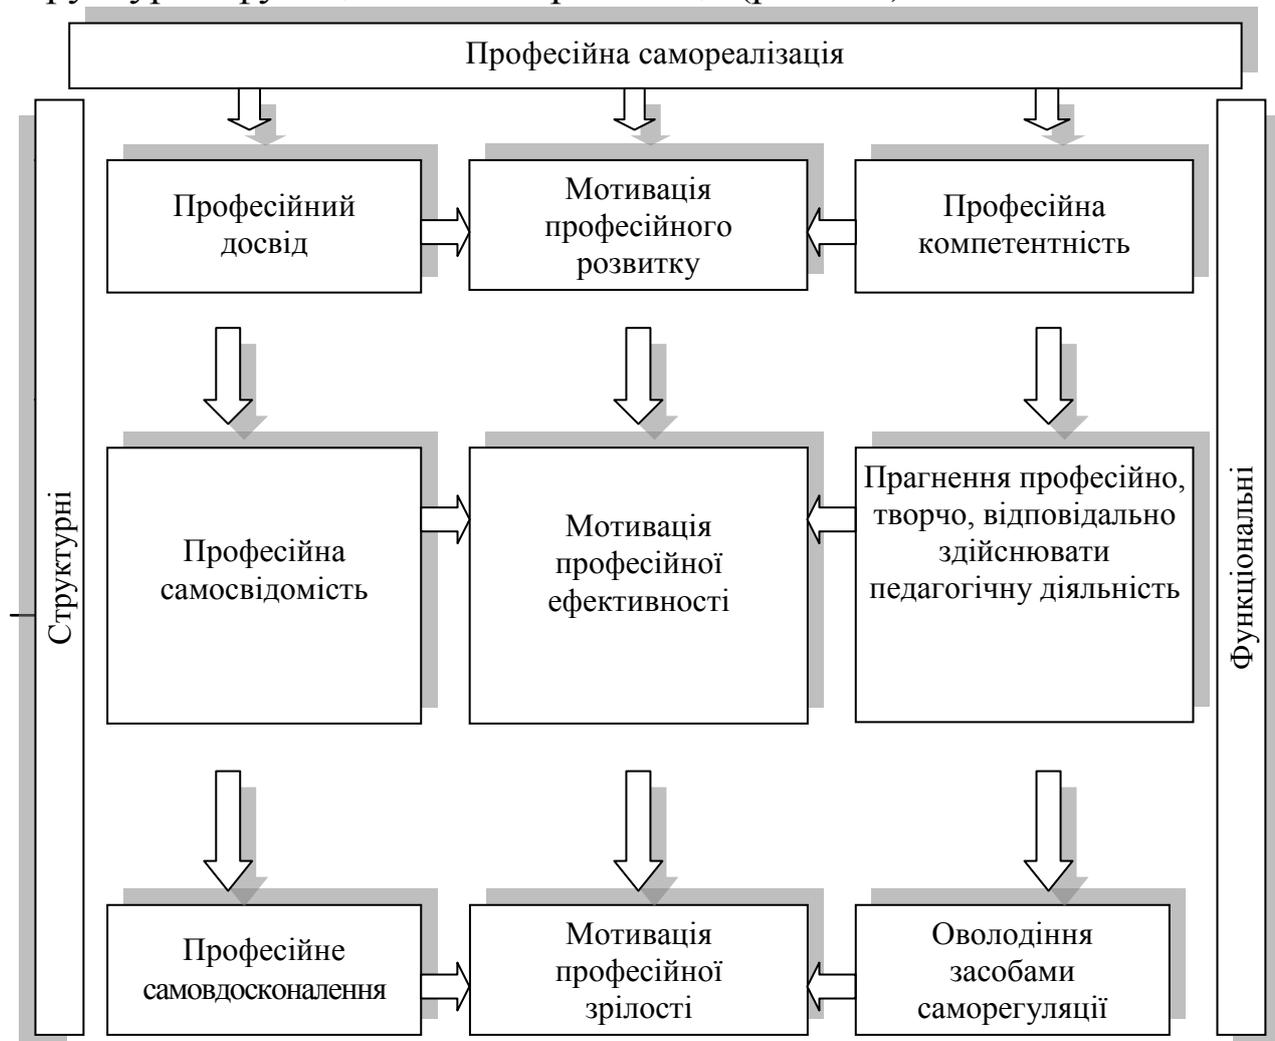 Професійна самореалізація
Професійний
досвід
Мотивація
професійного
розвитку
Професійна
компетентність
Структурні
Професійна
самосвідомість
Мотивація
професійної
ефективності
Прагнення професійно,
творчо, відповідально
здійснювати
педагогічну діяльність
Функціональні
Професійне
самовдосконалення
Мотивація
професійної
зрілості
Оволодіння
засобами
саморегуляції